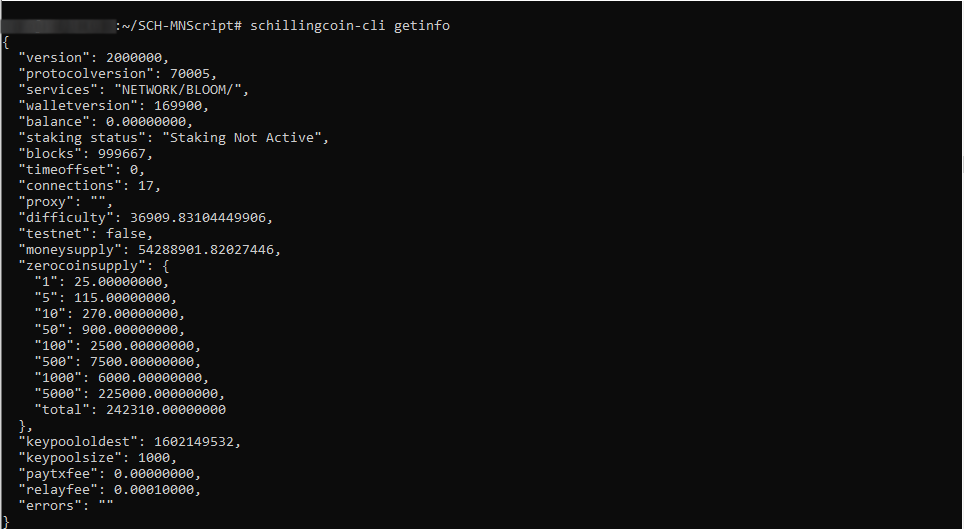 :~/SCH-MNScript# schillingcoin-cli getinfo
{
  "version": 2000000,
  "protocolversion": 70005,
  "services": "NETWORK/BLOOM/",
  "walletversion": 169900,
  "balance": 0.00000000,
  "staking status": "Staking Not Active",
  "blocks": 999667,
  "timeoffset": 0,
  "connections": 17,
  "proxy": "",
  "difficulty": 36909.83104449906,
  "testnet": false,
  "moneysupply": 54288901.82027446,
  "zerocoinsupply": {
    "1": 25.00000000,
    "5": 115.00000000,
    "10": 270.00000000,
    "50": 900.00000000,
    "100": 2500.00000000,
    "500": 7500.00000000,
    "1000": 6000.00000000,
    "5000": 225000.00000000,
    "total": 242310.00000000
  },
  "keypoololdest": 1602149532,
  "keypoolsize": 1000,
  "paytxfee": 0.00000000,
  "relayfee": 0.00010000,
  "errors": ""
}